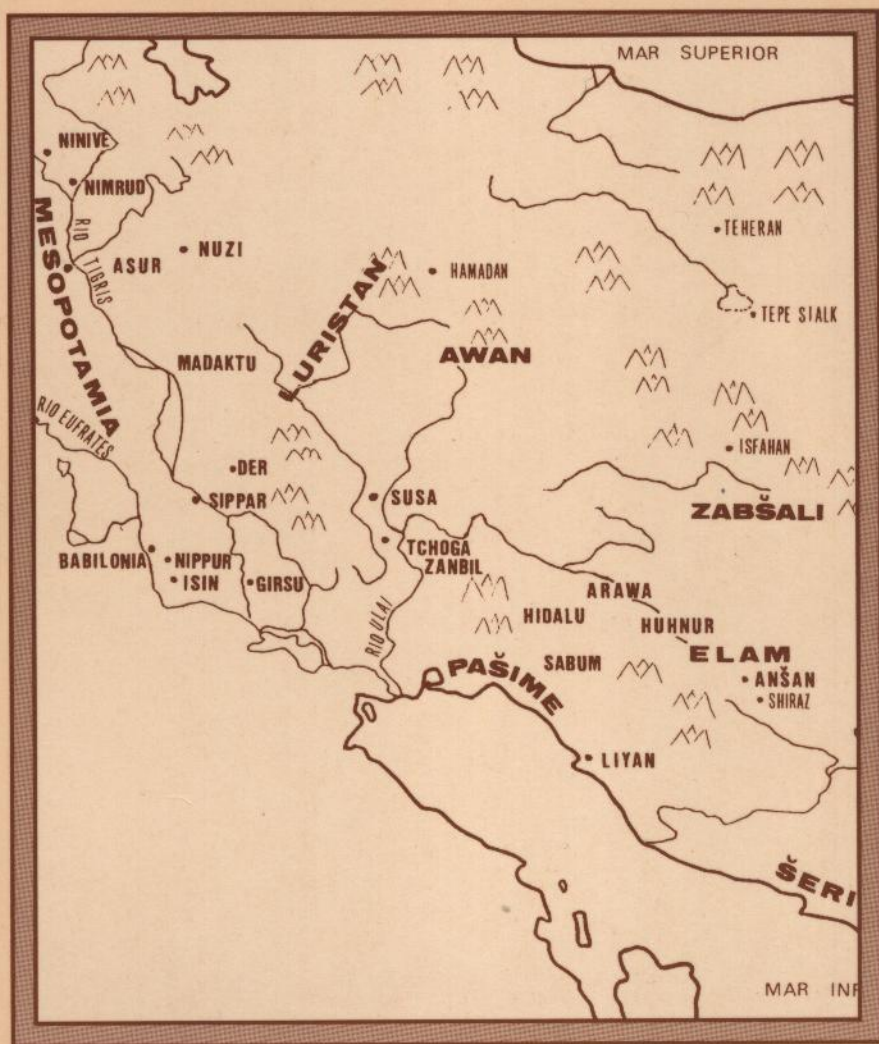 MAR SUPERIOR
NINIVE
NIMRUD
RIO TIGRIS
MESOPOTAMIA
ASUR
NUZI
TEHERAN
HAMADAN
LURISTAN
TEPE SIALK
AWAN
MADAKTU
RIO EUFRATES
ISFAHAN
DER
SIPPAR
SUSA
ZABŠALI
BABILONIA
NIPPUR
ISIN
GIRSU
TCHOGA
ZANBIL
ARAWA
HIDALU
HUHNUR
RIO ULAI
ELAM
SABUM
PAŠIME
ANŠAN
SHIRAZ
LIYAN
ŠERI
MAR INF